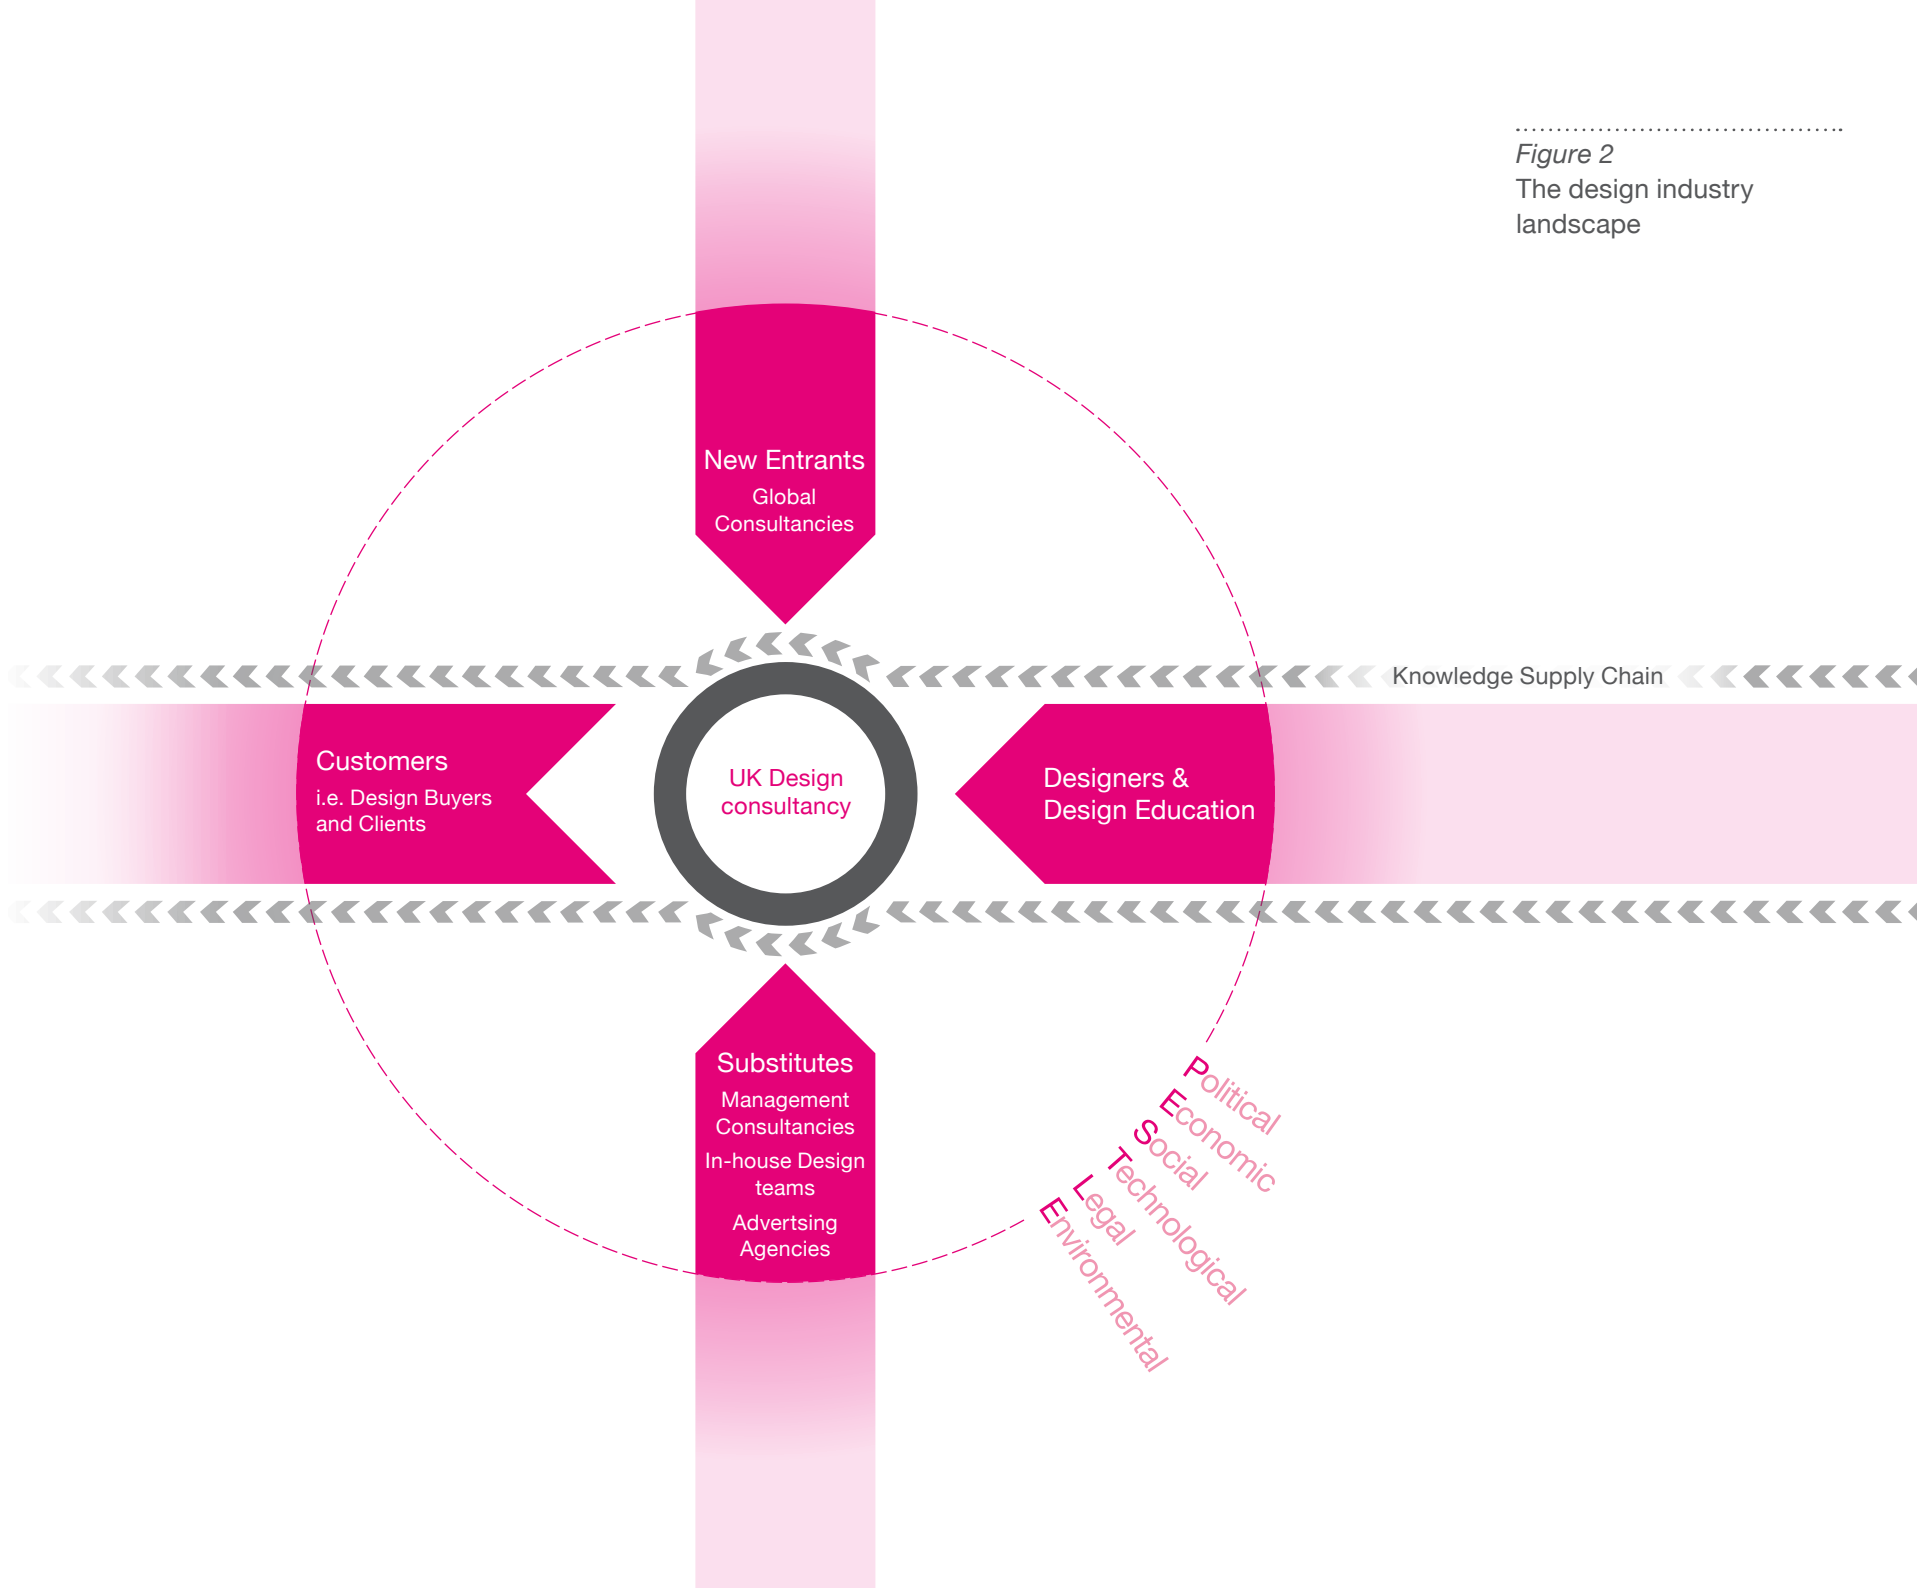 Figure 2
The design industry
landscape
New Entrants
Global
Consultancies
Knowledge Supply Chain
Customers
i.e. Design Buyers
and Clients
UK Design
consultancy
Designers &
Design Education
Substitutes
Management
Consultancies
In-house Design
teams
Advertsing
Agencies
Political
Economic
Social
Technological
Legal
Environmental